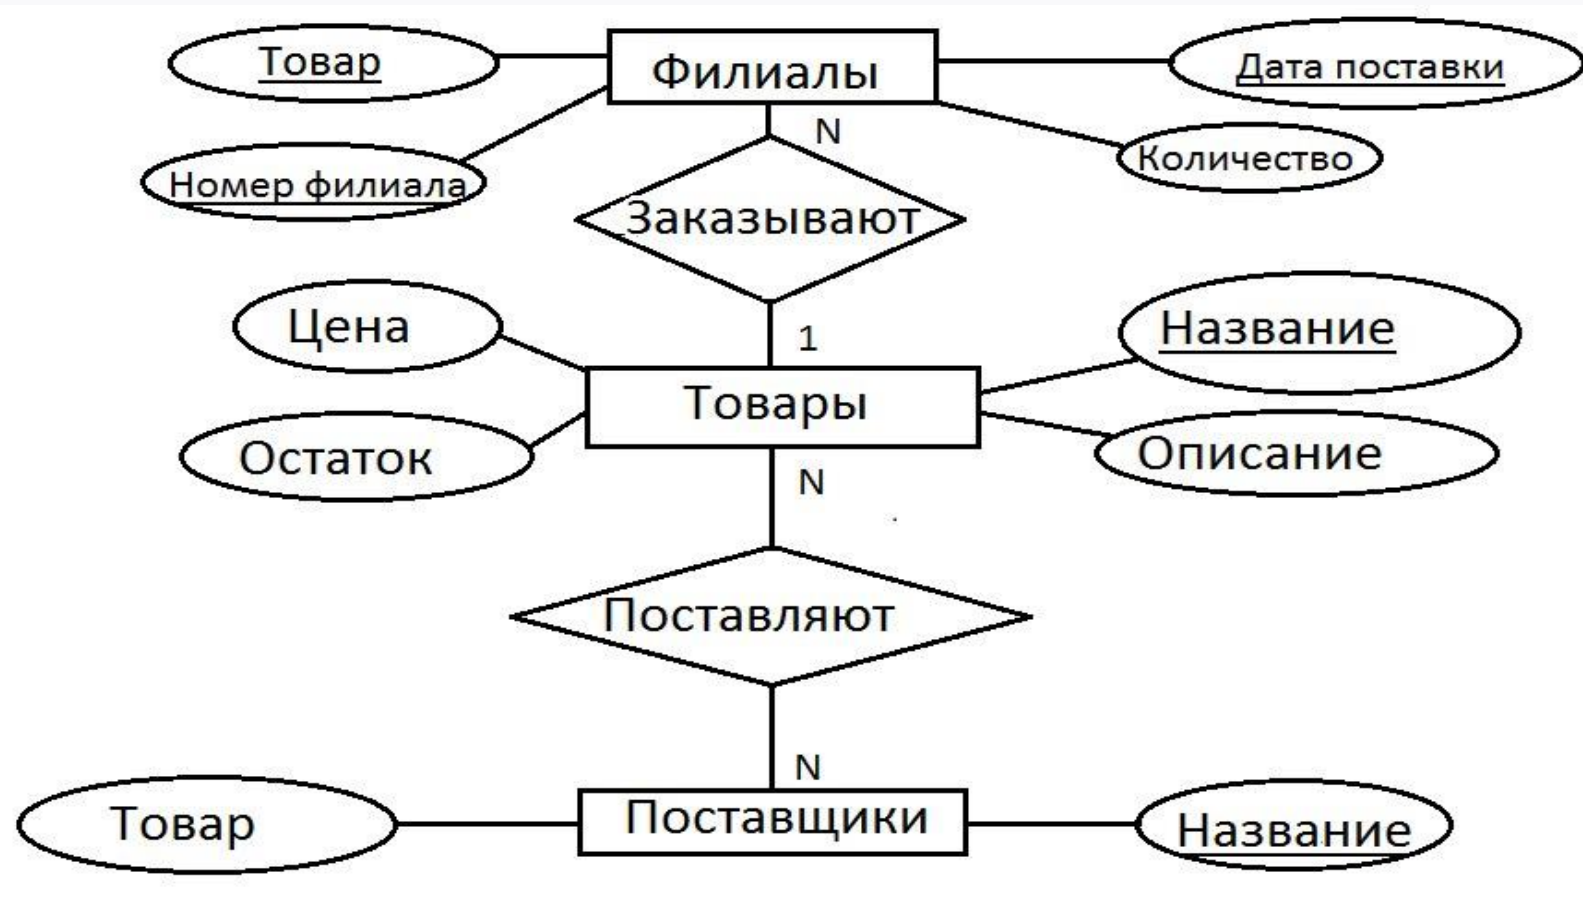 Товар
Филиалы
Дата поставки
N
Количество
Номер филиала
Заказывают
Цена
1
Название
Товары
Остаток
Описание
N
Поставляют
N
Товар
Поставщики
Название